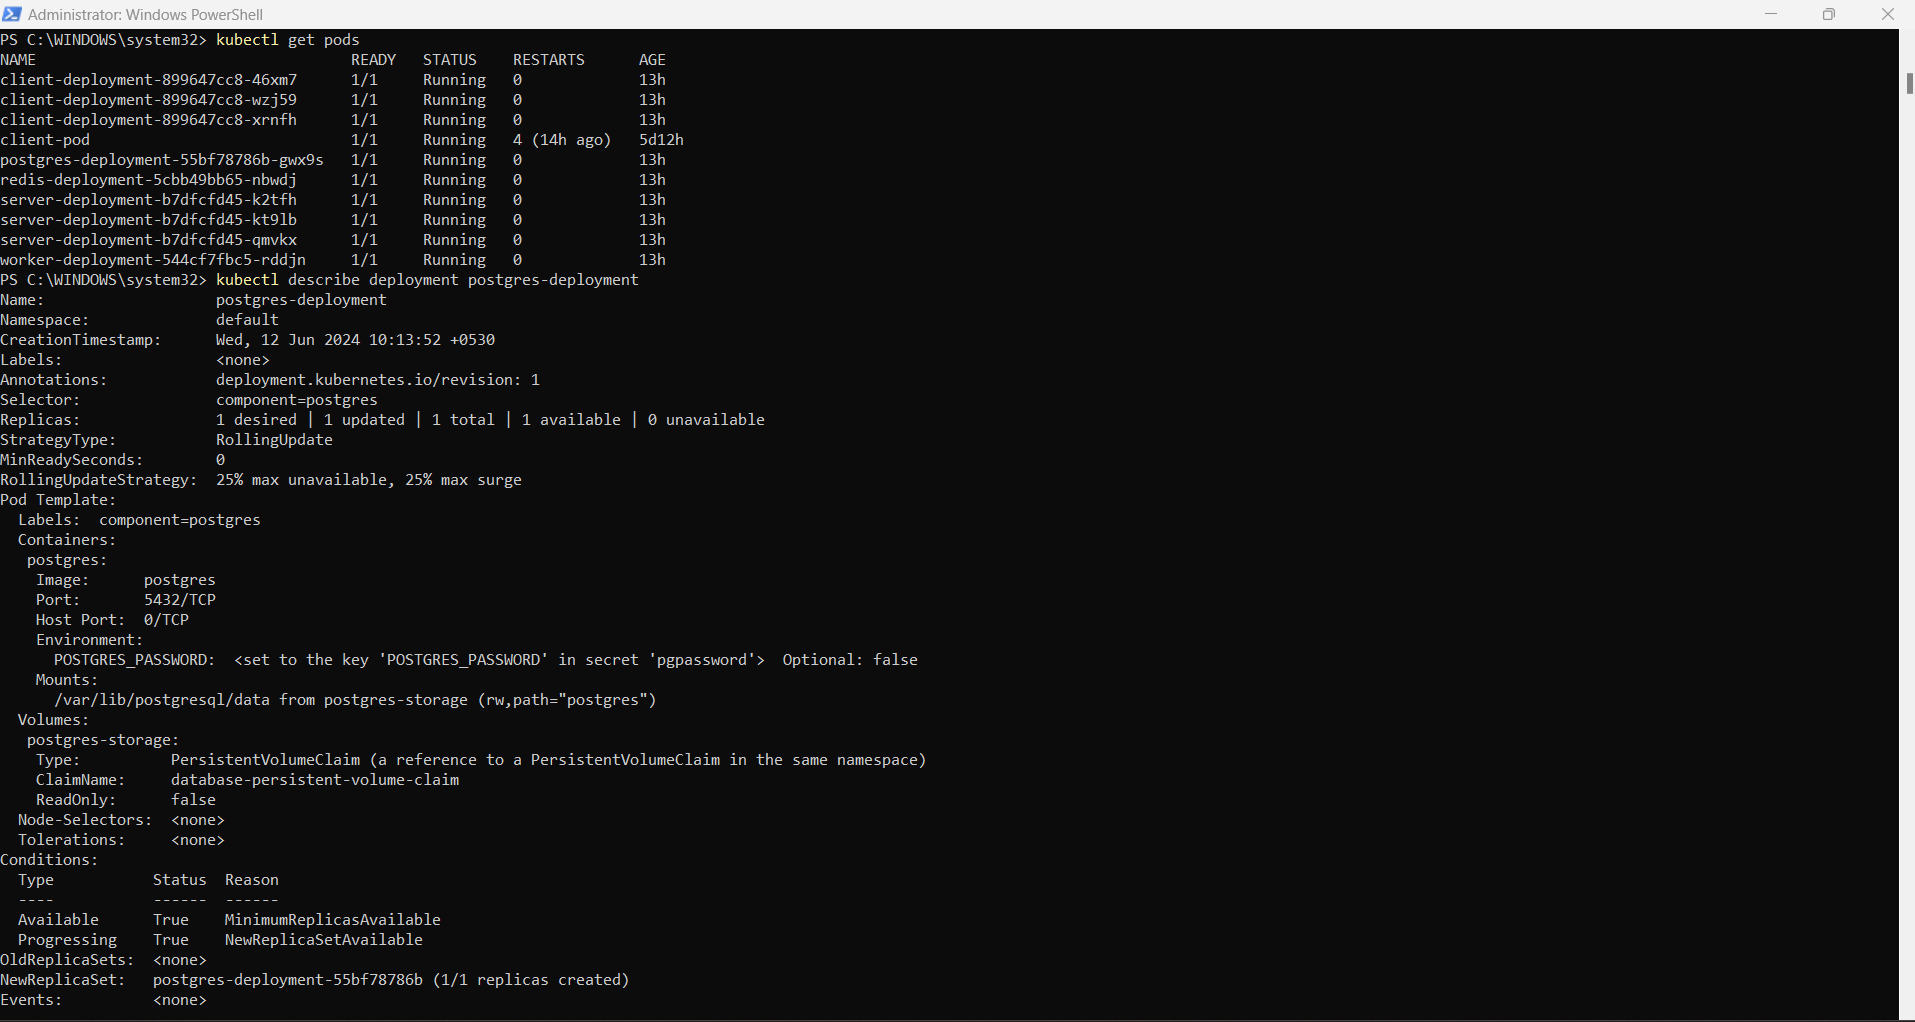 Administrator: Windows PowerShell
PS C:\WINDOWS\system32> kubectl get pods
NAME                                   READY   STATUS    RESTARTS      AGE
client-deployment-899647cc8-46xm7      1/1     Running   0             13h
client-deployment-899647cc8-wzj59      1/1     Running   0             13h
client-deployment-899647cc8-xrnfh      1/1     Running   0             13h
client-pod                             1/1     Running   4 (14h ago)   5d12h
postgres-deployment-55bf78786b-gwx9s   1/1     Running   0             13h
redis-deployment-5cbb49bb65-nbwdj      1/1     Running   0             13h
server-deployment-b7dfcfd45-k2tfh      1/1     Running   0             13h
server-deployment-b7dfcfd45-kt9lb      1/1     Running   0             13h
server-deployment-b7dfcfd45-qmvkx      1/1     Running   0             13h
worker-deployment-544cf7fbc5-rddjn     1/1     Running   0             13h
PS C:\WINDOWS\system32> kubectl describe deployment postgres-deployment
Name:                   postgres-deployment
Namespace:              default
CreationTimestamp:      Wed, 12 Jun 2024 10:13:52 +0530
Labels:                 <none>
Annotations:            deployment.kubernetes.io/revision: 1
Selector:               component=postgres
Replicas:               1 desired | 1 updated | 1 total | 1 available | 0 unavailable
StrategyType:           RollingUpdate
MinReadySeconds:        0
RollingUpdateStrategy:  25% max unavailable, 25% max surge
Pod Template:
  Labels:  component=postgres
  Containers:
   postgres:
    Image:      postgres
    Port:       5432/TCP
    Host Port:  0/TCP
    Environment:
      POSTGRES_PASSWORD:  <set to the key 'POSTGRES_PASSWORD' in secret 'pgpassword'>  Optional: false
    Mounts:
      /var/lib/postgresql/data from postgres-storage (rw,path="postgres")
  Volumes:
   postgres-storage:
    Type:          PersistentVolumeClaim (a reference to a PersistentVolumeClaim in the same namespace)
    ClaimName:     database-persistent-volume-claim
    ReadOnly:      false
  Node-Selectors:  <none>
  Tolerations:     <none>
Conditions:
  Type           Status  Reason
  ----           ------  ------
  Available      True    MinimumReplicasAvailable
  Progressing    True    NewReplicaSetAvailable
OldReplicaSets:  <none>
NewReplicaSet:   postgres-deployment-55bf78786b (1/1 replicas created)
Events:          <none>